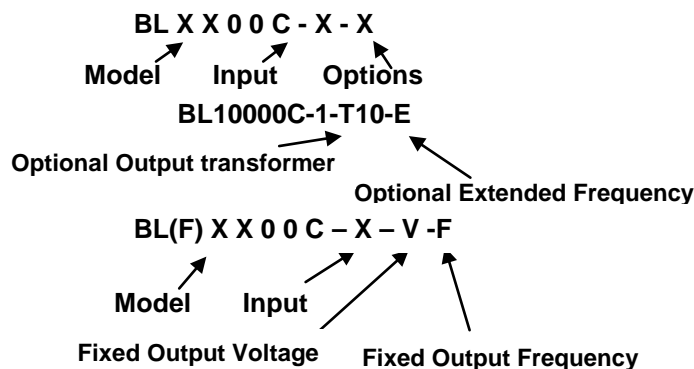 BL X X 0 0 C - X - X
Model Input Options
BL10000C-1-T10-E
Optional Output transformer
Optional Extended Frequency
BL(F) X X 0 0 C – X – V -F
Model Input
Fixed Output Voltage Fixed Output Frequency